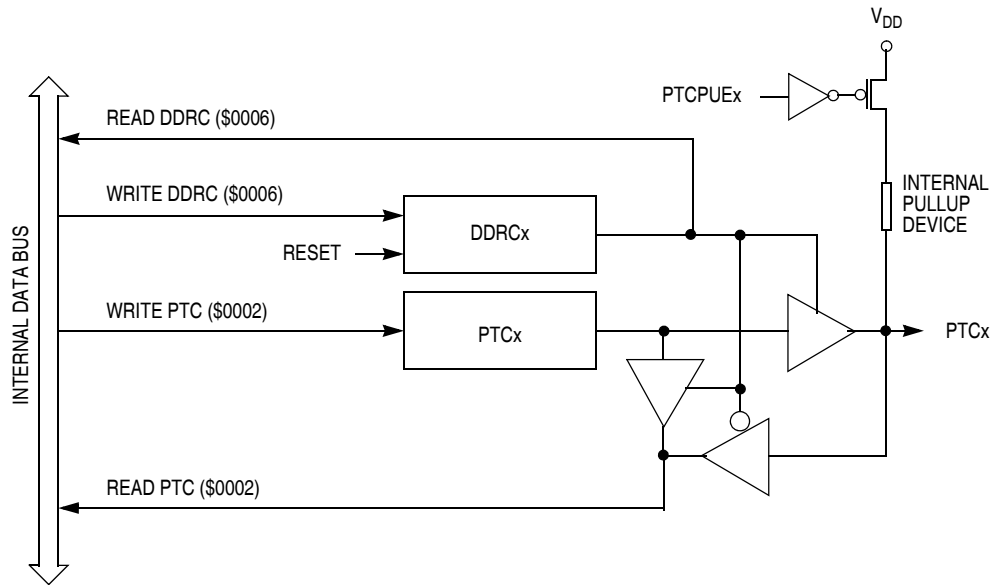 VDD
PTCPUEx
READ DDRC ($0006)
WRITE DDRC ($0006)
INTERNAL
PULLUP
DEVICE
DDRCx
RESET
WRITE PTC ($0002)
PTCx
PTCx
INTERNAL DATA BUS
READ PTC ($0002)